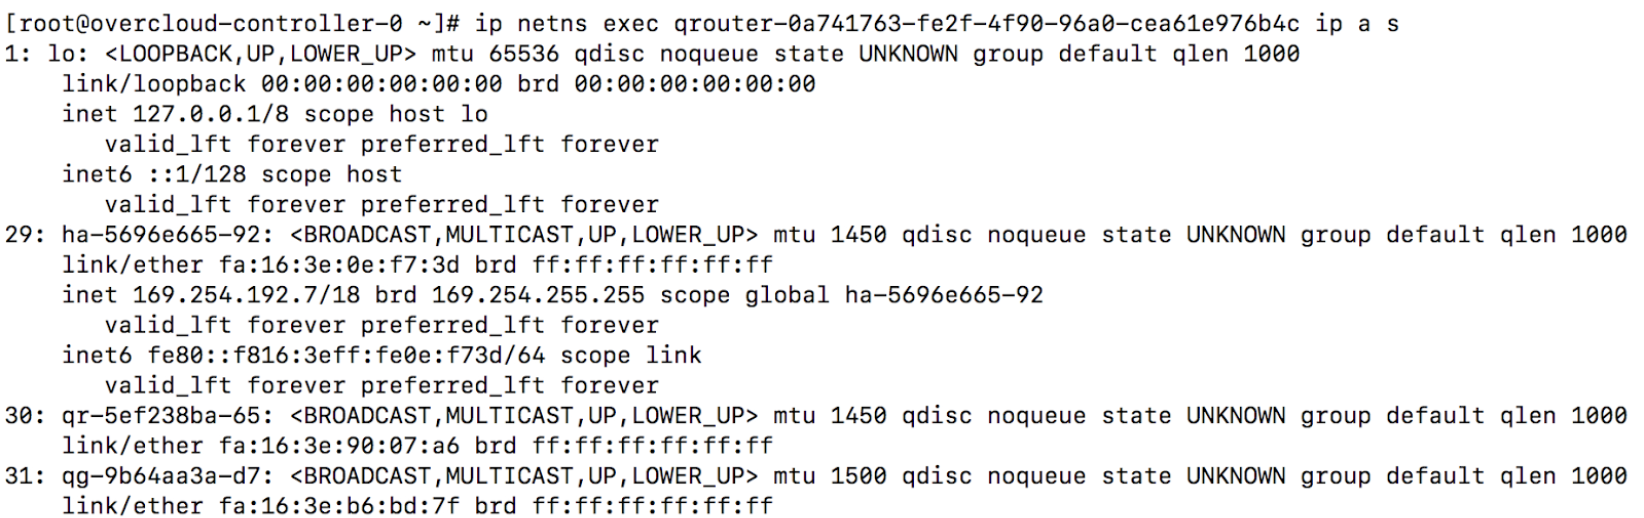 [root@overcloud-controller-0 ~]# ip netns exec qrouter-0a741763-fe2f-4f90-96a0-cea61e976b4c ip a s
1: lo: <LOOPBACK,UP,LOWER_UP> mtu 65536 qdisc noqueue state UNKNOWN group default qlen 1000
    link/loopback 00:00:00:00:00:00 brd 00:00:00:00:00:00
    inet 127.0.0.1/8 scope host lo
       valid_lft forever preferred_lft forever
    inet6 ::1/128 scope host
       valid_lft forever preferred_lft forever
29: ha-5696e665-92: <BROADCAST,MULTICAST,UP,LOWER_UP> mtu 1450 qdisc noqueue state UNKNOWN group default qlen 1000
    link/ether fa:16:3e:0e:f7:3d brd ff:ff:ff:ff:ff:ff
    inet 169.254.192.7/18 brd 169.254.255.255 scope global ha-5696e665-92
       valid_lft forever preferred_lft forever
    inet6 fe80::f816:3eff:fe0e:f73d/64 scope link
       valid_lft forever preferred_lft forever
30: qr-5ef238ba-65: <BROADCAST,MULTICAST,UP,LOWER_UP> mtu 1450 qdisc noqueue state UNKNOWN group default qlen 1000
    link/ether fa:16:3e:90:07:a6 brd ff:ff:ff:ff:ff:ff
31: qg-9b64aa3a-d7: <BROADCAST,MULTICAST,UP,LOWER_UP> mtu 1500 qdisc noqueue state UNKNOWN group default qlen 1000
    link/ether fa:16:3e:b6:bd:7f brd ff:ff:ff:ff:ff:ff